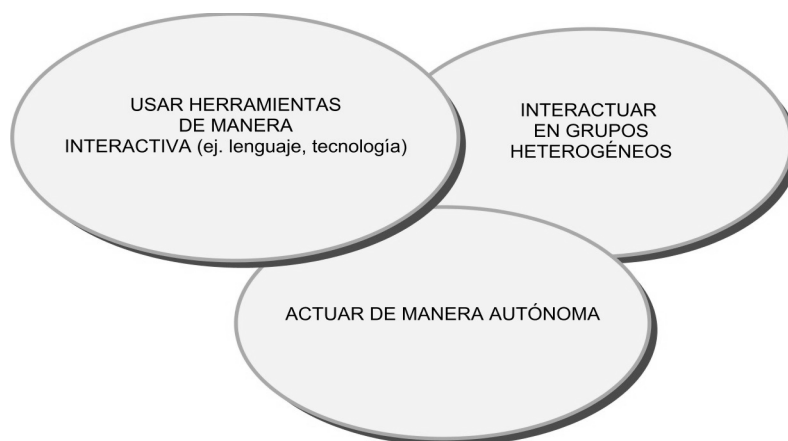 USAR HERRAMIENTAS
DE MANERA
INTERACTIVA (ej. lenguaje, tecnología)
INTERACTUAR
EN GRUPOS
HETEROGÉNEOS
ACTUAR DE MANERA AUTÓNOMA